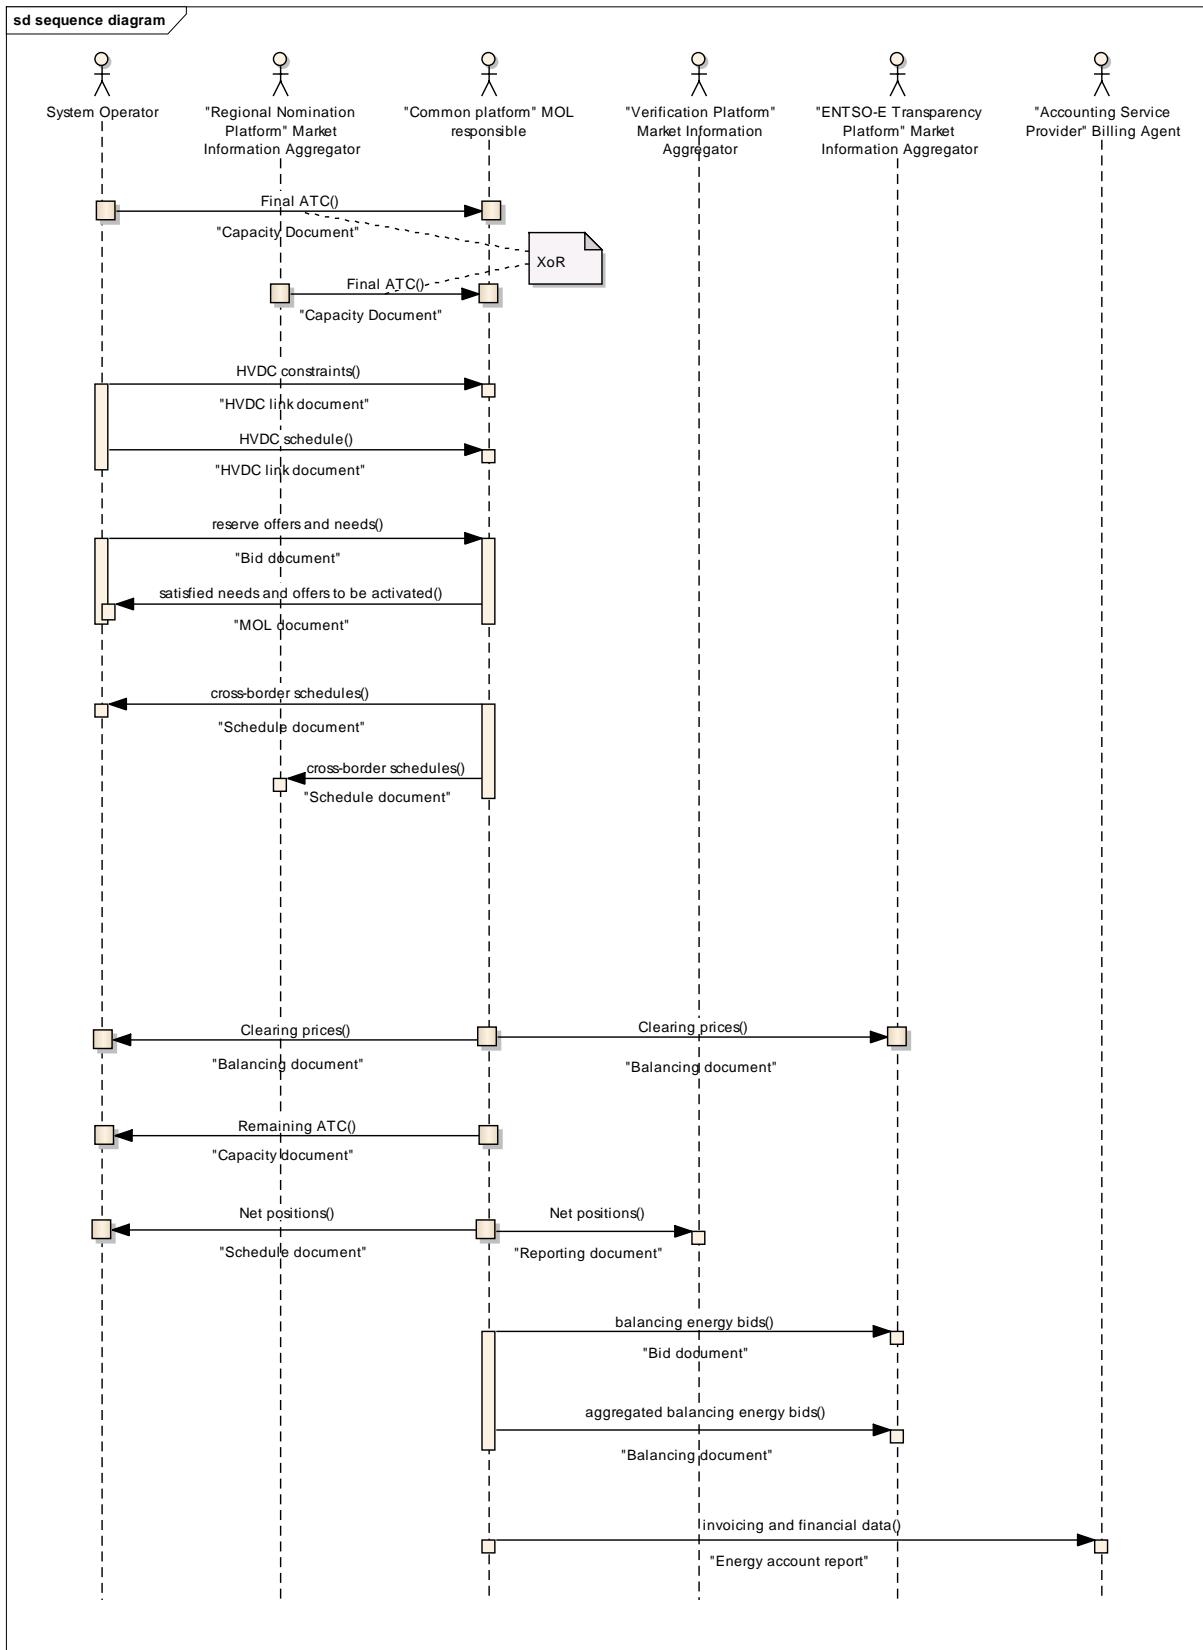 sd sequence diagram
System Operator
"Regional Nomination
Platform" Market
Information Aggregator
"Common platform" MOL
responsible
"Verification Platform"
Market Information
Aggregator
"ENTSO-E Transparency
Platform" Market
Information Aggregator
"Accounting Service
Provider" Billing Agent
Final ATC()
"Capacity Document"
XoR
Final ATC()
"Capacity Document"
HVDC constraints()
"HVDC link document"
HVDC schedule()
"HVDC link document"
reserve offers and needs()
"Bid document"
satisfied needs and offers to be activated()
"MOL document"
cross-border schedules()
"Schedule document"
cross-border schedules()
"Schedule document"
Clearing prices()
"Balancing document"
Clearing prices()
"Balancing document"
Remaining ATC()
"Capacity document"
Net positions()
"Schedule document"
Net positions()
"Reporting document"
balancing energy bids()
"Bid document"
aggregated balancing energy bids()
"Balancing document"
invoicing and financial data()
"Energy account report"